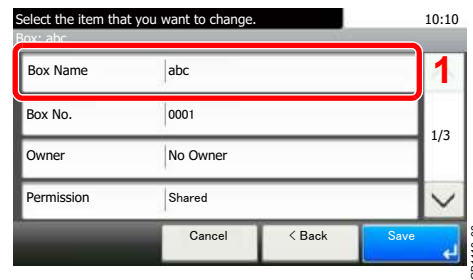 Select the item that you want to change. 10:10
Box: abc
Box Name abc
1
Box No. 0001
1/3
Owner No Owner
Permission Shared
Cancel < Back Save